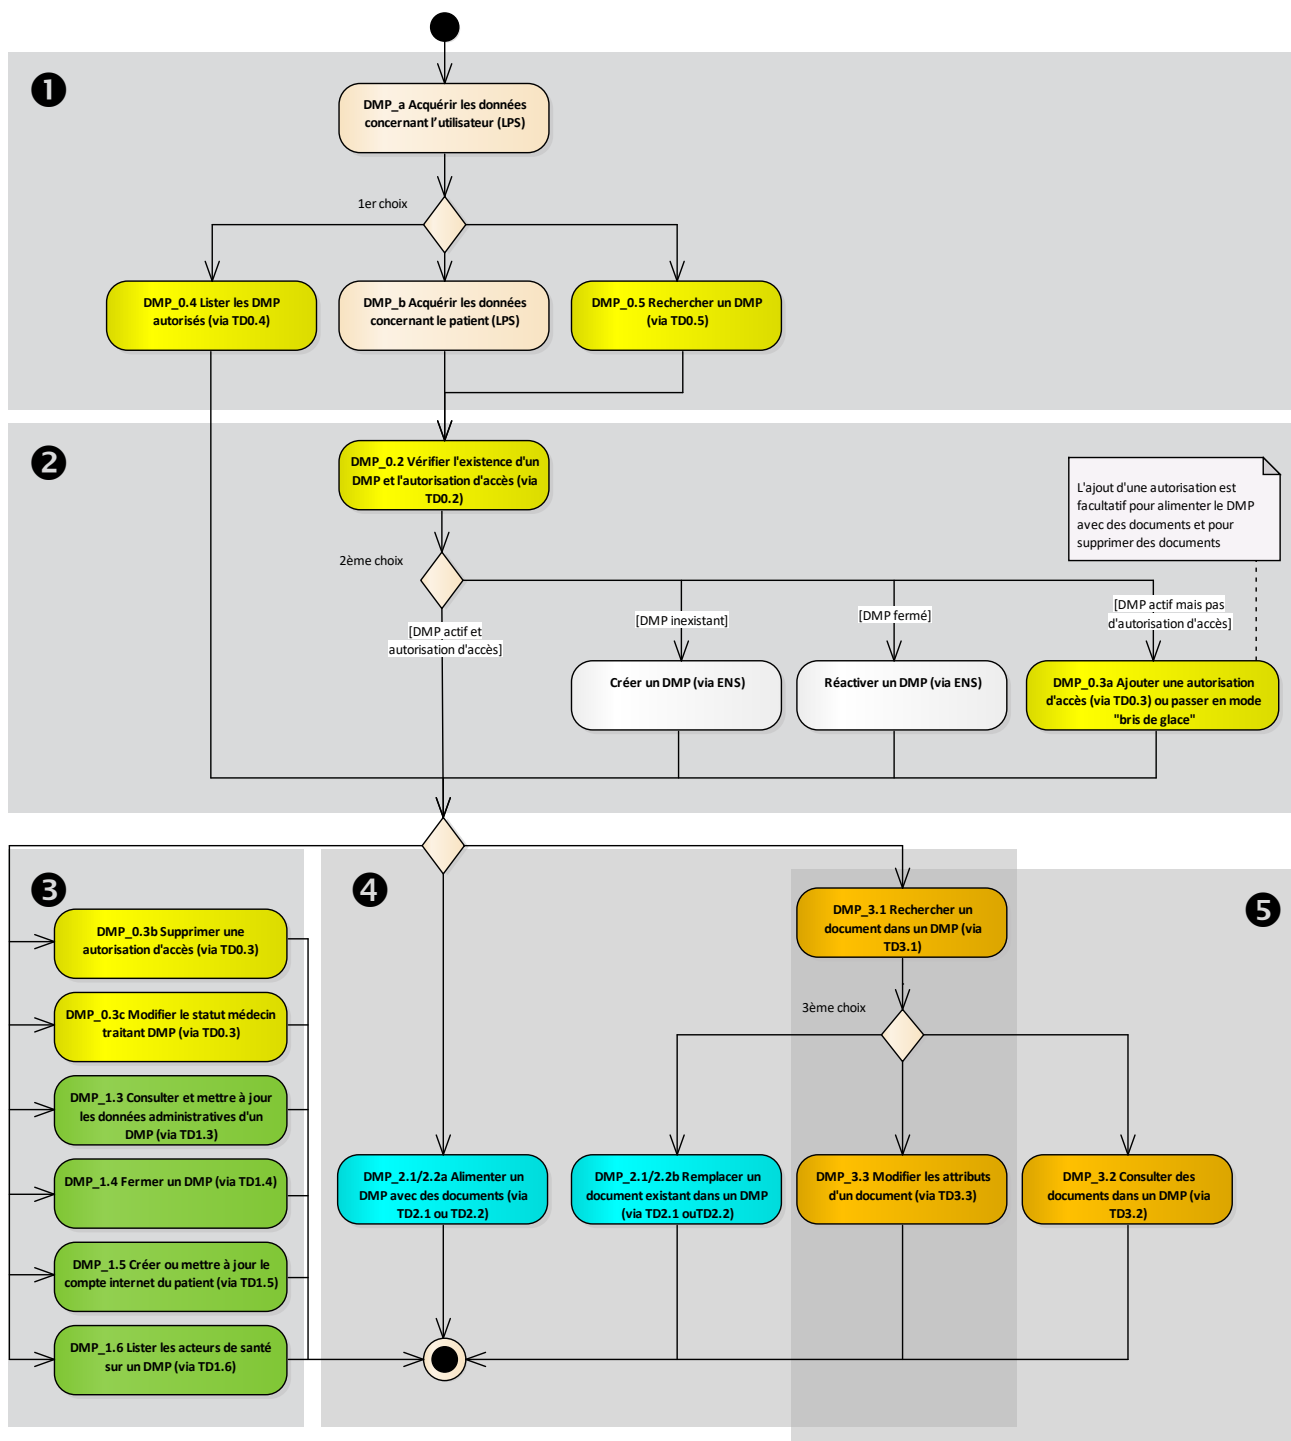 ❶
DMP_a Acquérir les données
concernant l'utilisateur (LPS)
1er choix
DMP_0.4 Lister les DMP
autorisés (via TD0.4)
DMP_b Acquérir les données
concernant le patient (LPS)
DMP_0.5 Rechercher un DMP
(via TD0.5)
❷
DMP_0.2 Vérifier l'existence d'un
DMP et l'autorisation d'accès (via
TD0.2)
L'ajout d'une autorisation est
facultatif pour alimenter le DMP
avec des documents et pour
supprimer des documents
2ème choix
[DMP actif et
autorisation d'accès]
[DMP inexistant]
[DMP fermé]
[DMP actif mais pas
d'autorisation d'accès]
Créer un DMP (via ENS)
Réactiver un DMP (via ENS)
DMP_0.3a Ajouter une autorisation
d'accès (via TD0.3) ou passer en mode
"bris de glace"
❸
DMP_0.3b Supprimer une
autorisation d'accès (via TD0.3)
DMP_0.3c Modifier le statut médecin
traitant DMP (via TD0.3)
DMP_1.3 Consulter et mettre à jour
les données administratives d'un
DMP (via TD1.3)
DMP_1.4 Fermer un DMP (via TD1.4)
DMP_1.5 Créer ou mettre à jour le
compte internet du patient (via TD1.5)
DMP_1.6 Lister les acteurs de santé
sur un DMP (via TD1.6)
❹
❺
DMP_3.1 Rechercher un
document dans un DMP (via
TD3.1)
3ème choix
DMP_2.1/2.2a Alimenter un
DMP avec des documents (via
TD2.1 ou TD2.2)
DMP_2.1/2.2b Remplacer un
document existant dans un DMP
(via TD2.1 ouTD2.2)
DMP_3.3 Modifier les attributs
d'un document (via TD3.3)
DMP_3.2 Consulter des
documents dans un DMP (via
TD3.2)